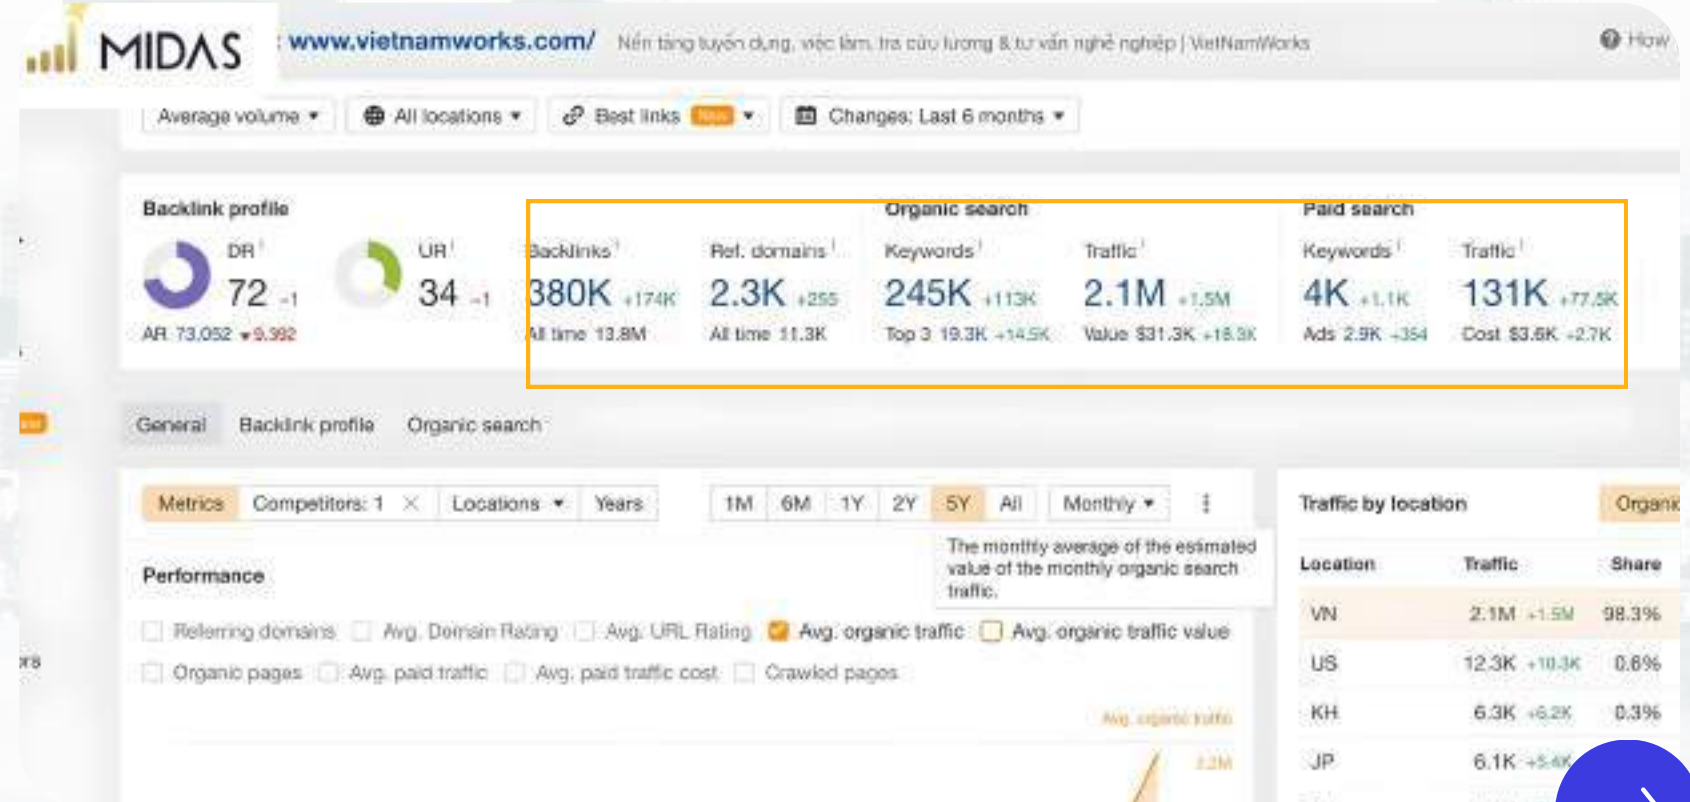 MIDAS
: www.vietnamworks.com/ Nền tảng tuyển dụng, việc làm, tra cứu lương & tư vấn nghề nghiệp | VietNamWorks
How
Average volume
All locations
Best links New
Changes: Last 6 months
Backlink profile
Organic search
Paid search
DR
72 -1
AR 73,052 9,392
UR
34 -1
Backlinks
380K +174K
All time 13.8M
Ref. domains
2.3K +255
All time 11.3K
Keywords
245K +113K
Top 3 19.3K +14.5K
Traffic
2.1M +1.5M
Value $31.3K +18.3K
Keywords
4K +1.1K
Ads 2.9K +354
Traffic
131K +77.5K
Cost $3.6K +2.7K
General Backlink profile Organic search
Metrics Competitors: 1 × Locations Years
1M 6M 1Y 2Y 5Y All Monthly
The monthly average of the estimated
value of the monthly organic search
traffic.
Performance
Referring domains Avg. Domain Rating Avg. URL Rating Avg. organic traffic Avg. organic traffic value
Organic pages Avg. paid traffic Avg. paid traffic cost Crawled pages
Avg. organic traffic
Traffic by location Organic
Location Traffic Share
VN 2.1M +1.5M 98.3%
US 12.3K +10.3K 0.6%
KH 6.3K +6.2K 0.3%
JP 6.1K +5.4K